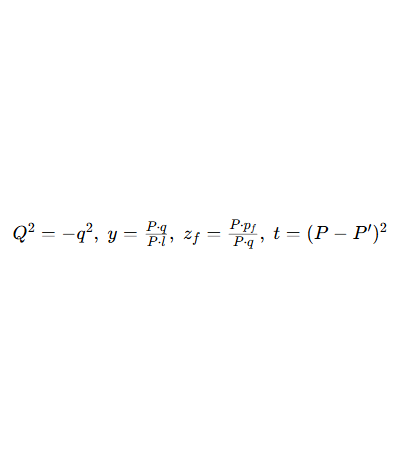 $Q^2 = -q^2,\ y = \frac{P \cdot q}{P \cdot l},\ z_f = \frac{P \cdot p_f}{P \cdot q},\ t = (P - P')^2$